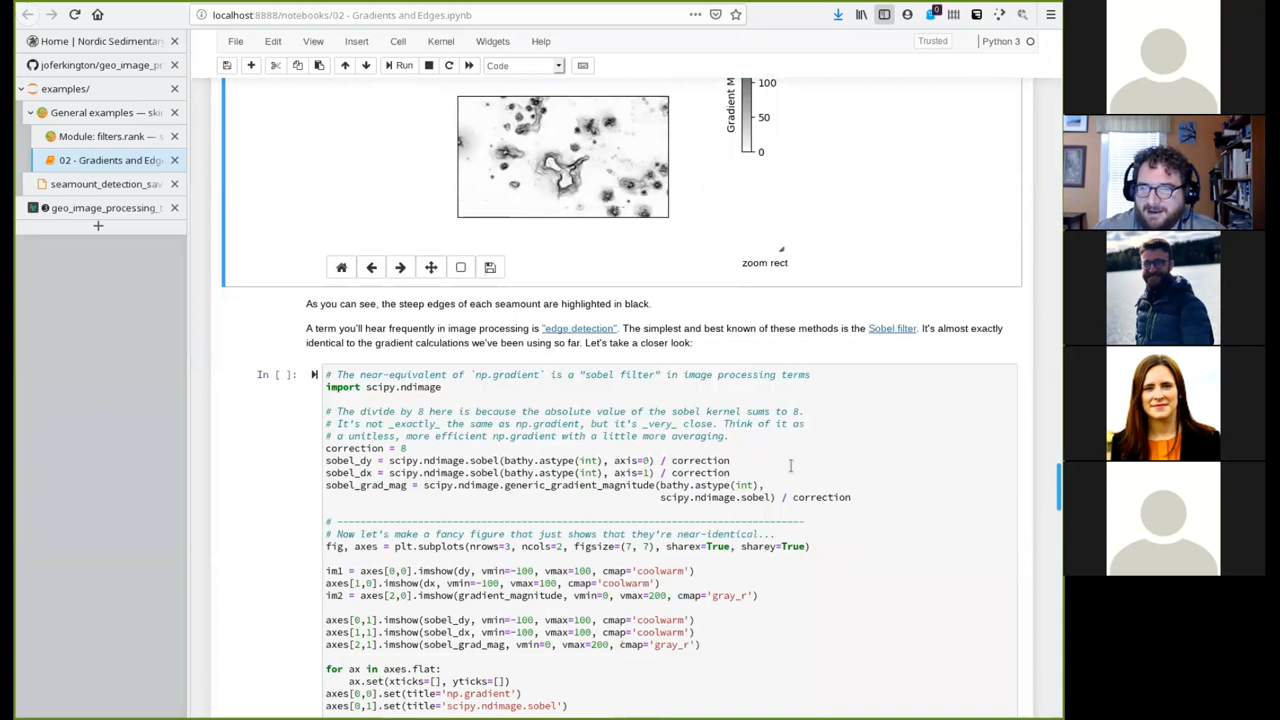 localhost:8888/notebooks/02 - Gradients and Edges.ipynb
Home | Nordic Sedimentary
joferkington/geo_image_pr
examples/
General examples — skim
Module: filters.rank — s
02 - Gradients and Edge
seamount_detection_sav
geo_image_processing_t
File Edit View Insert Cell Kernel Widgets Help
Trusted
Python 3
Run
Code
100
50
0
Gradient M
zoom rect
As you can see, the steep edges of each seamount are highlighted in black.
A term you'll hear frequently in image processing is "edge detection". The simplest and best known of these methods is the Sobel filter. It's almost exactly
identical to the gradient calculations we've been using so far. Let's take a closer look:
In [ ]:
# The near-equivalent of `np.gradient` is a "sobel filter" in image processing terms
import scipy.ndimage
# The divide by 8 here is because the absolute value of the sobel kernel sums to 8.
# It's not _exactly_ the same as np.gradient, but it's _very_ close. Think of it as
# a unitless, more efficient np.gradient with a little more averaging.
correction = 8
sobel_dy = scipy.ndimage.sobel(bathy.astype(int), axis=0) / correction
sobel_dx = scipy.ndimage.sobel(bathy.astype(int), axis=1) / correction
sobel_grad_mag = scipy.ndimage.generic_gradient_magnitude(bathy.astype(int),
scipy.ndimage.sobel) / correction
# --------------------------------------------------------------------------------
# Now let's make a fancy figure that just shows that they're near-identical...
fig, axes = plt.subplots(nrows=3, ncols=2, figsize=(7, 7), sharex=True, sharey=True)
im1 = axes[0,0].imshow(dy, vmin=-100, vmax=100, cmap='coolwarm')
axes[1,0].imshow(dx, vmin=-100, vmax=100, cmap='coolwarm')
im2 = axes[2,0].imshow(gradient_magnitude, vmin=0, vmax=200, cmap='gray_r')
axes[0,1].imshow(sobel_dy, vmin=-100, vmax=100, cmap='coolwarm')
axes[1,1].imshow(sobel_dx, vmin=-100, vmax=100, cmap='coolwarm')
axes[2,1].imshow(sobel_grad_mag, vmin=0, vmax=200, cmap='gray_r')
for ax in axes.flat:
ax.set(xticks=[], yticks=[])
axes[0,0].set(title='np.gradient')
axes[0,1].set(title='scipy.ndimage.sobel')